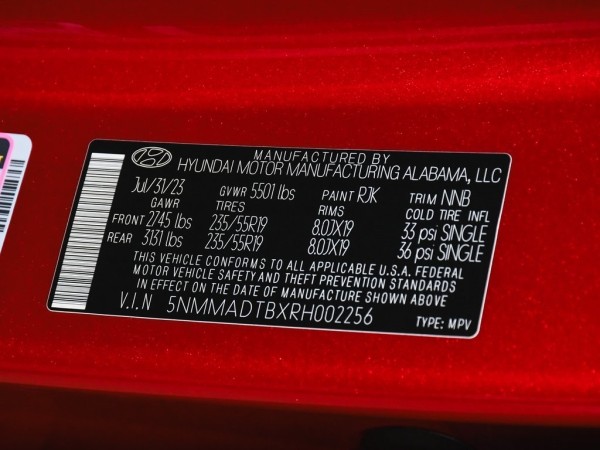 MANUFACTURED BY
HYUNDAI MOTOR MANUFACTURING ALABAMA, LLC
Jul/31/23 GVWR 5501 lbs PAINT RJK TRIM NNB
GAWR TIRES RIMS COLD TIRE INFL
FRONT 2745 lbs 235/55R19 8.0JX19 33 psi SINGLE
REAR 3131 lbs 235/55R19 8.0JX19 36 psi SINGLE
THIS VEHICLE CONFORMS TO ALL APPLICABLE U.S.A. FEDERAL
MOTOR VEHICLE SAFETY AND THEFT PREVENTION STANDARDS
IN EFFECT ON THE DATE OF MANUFACTURE SHOWN ABOVE
V.I.N 5NMMADTBXRH002256 TYPE: MPV